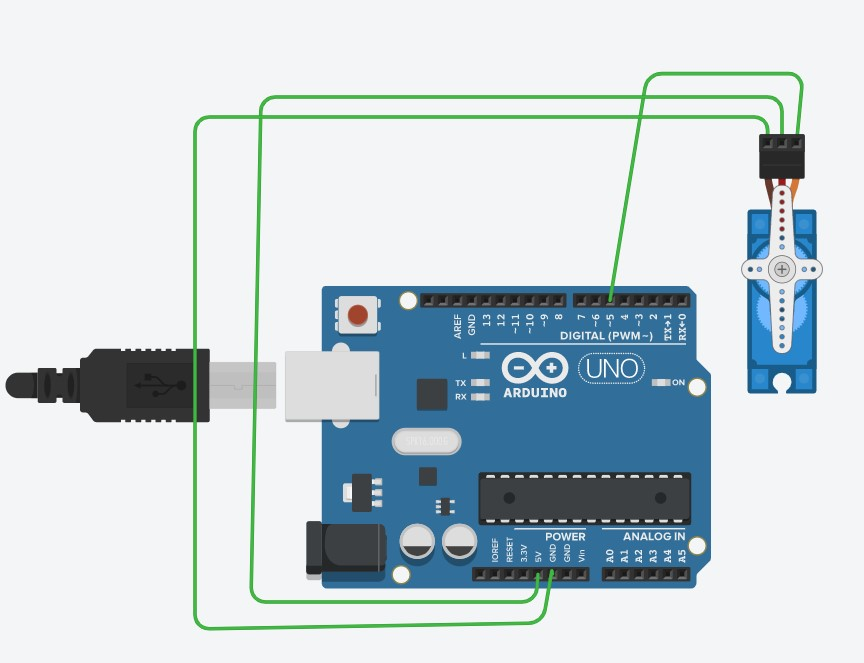 AREF
GND
13
12
~11
~10
~9
8
7
~6
~5
4
~3
2
TX→1
RX←0
DIGITAL (PWM~)
L
TX
RX
UNO
ARDUINO
ON
POWER
ANALOG IN
IOREF
RESET
3.3V
5V
GND
GND
Vin
A0
A1
A2
A3
A4
A5